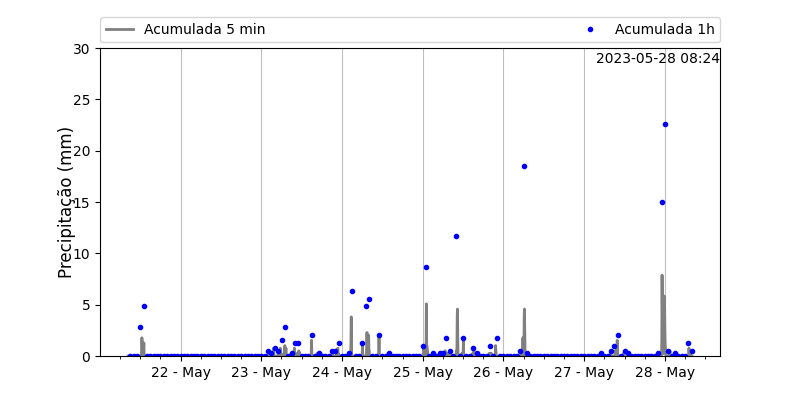 Acumulada 5 min
Acumulada 1h
2023-05-28 08:24
Precipitação (mm)
30
25
20
15
10
5
0
22 - May
23 - May
24 - May
25 - May
26 - May
27 - May
28 - May